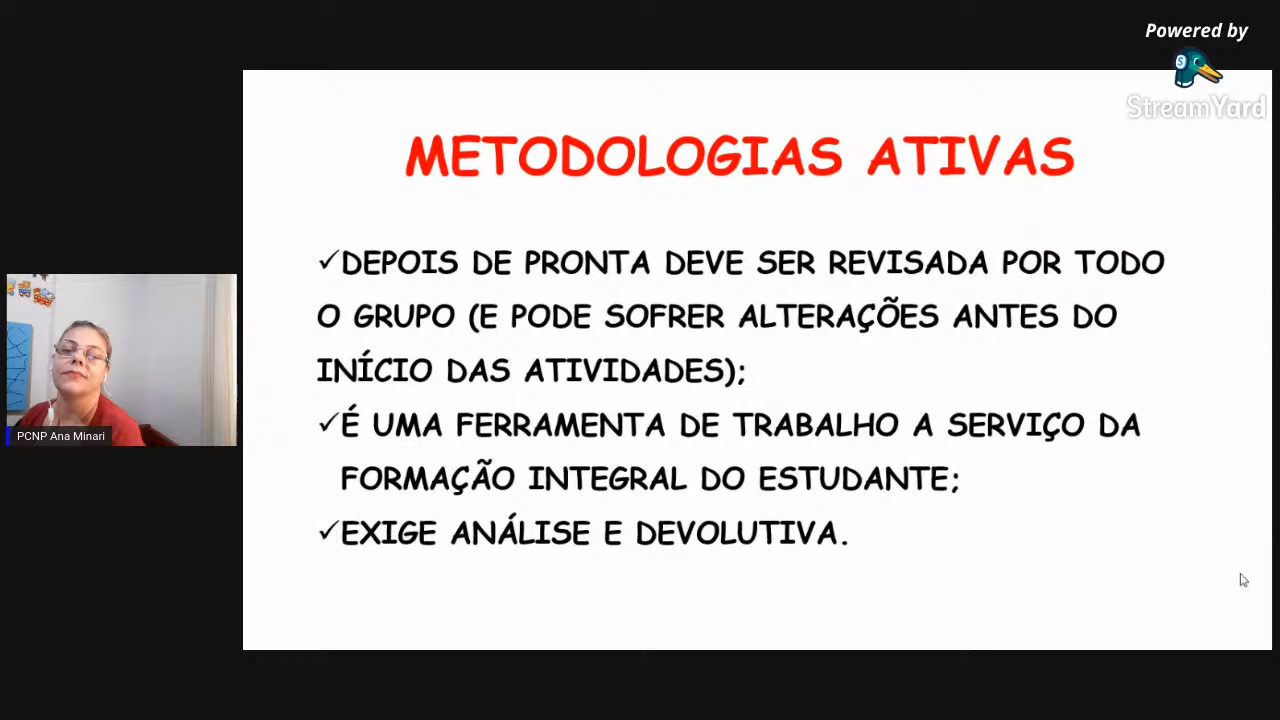 Powered by
StreamYard
METODOLOGIAS ATIVAS
✓DEPOIS DE PRONTA DEVE SER REVISADA POR TODO
O GRUPO (E PODE SOFRER ALTERAÇÕES ANTES DO
INÍCIO DAS ATIVIDADES);
✓É UMA FERRAMENTA DE TRABALHO A SERVIÇO DA
FORMAÇÃO INTEGRAL DO ESTUDANTE;
✓EXIGE ANÁLISE E DEVOLUTIVA.
PCNP Ana Minari